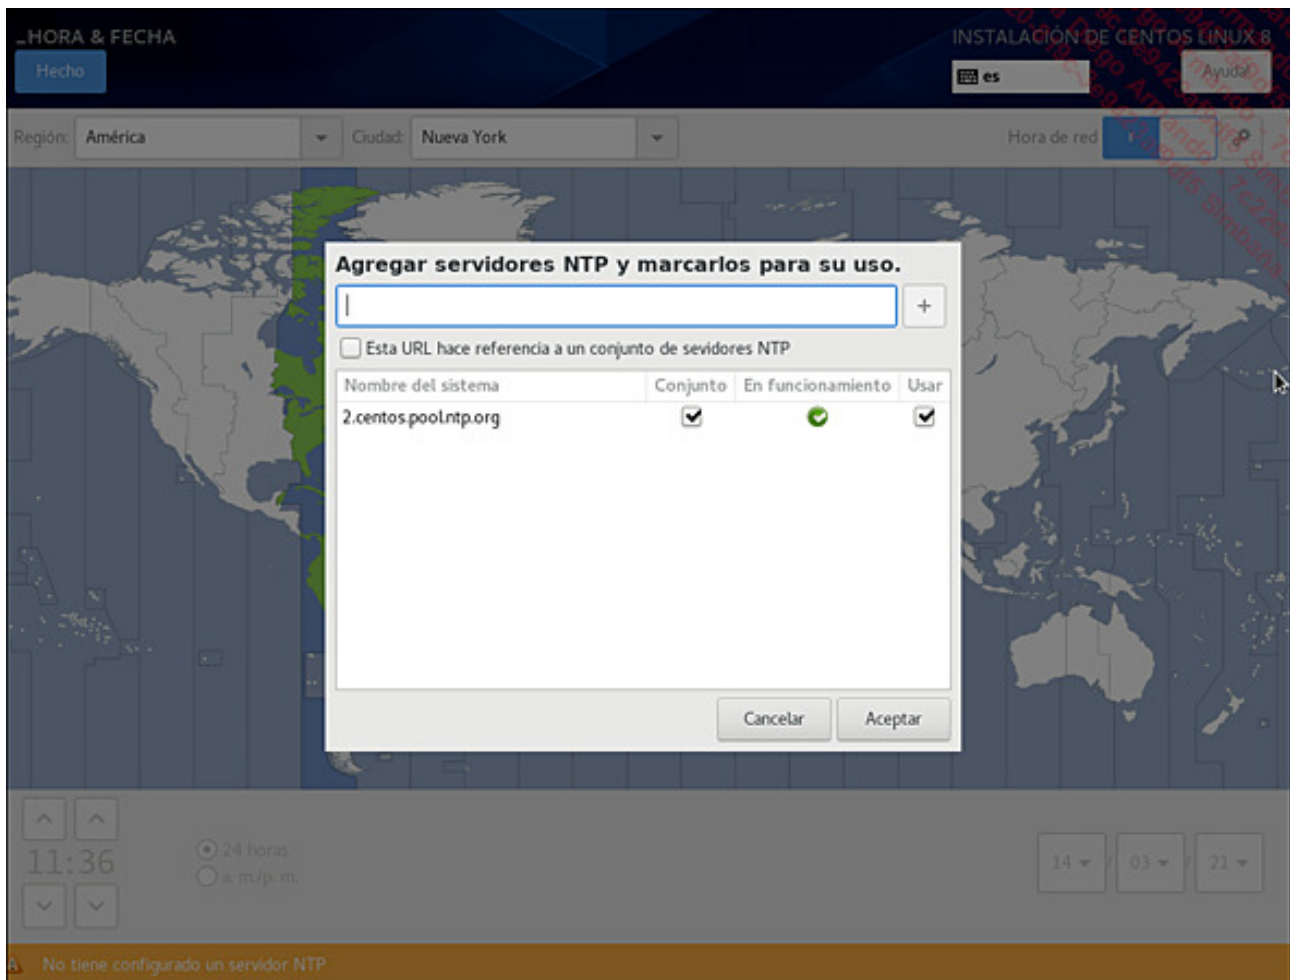 _HORA & FECHA
INSTALACIÓN DE CENTOS LINUX 8
Hecho
es
Ayuda!
Región: América Ciudad: Nueva York Hora de red
Agregar servidores NTP y marcarlos para su uso.
+
Esta URL hace referencia a un conjunto de sevidores NTP
Nombre del sistema Conjunto En funcionamiento Usar
2.centos.pool.ntp.org
Cancelar Aceptar
11:36
24 horas
a. m./p. m.
14 / 03 / 21
No tiene configurado un servidor NTP